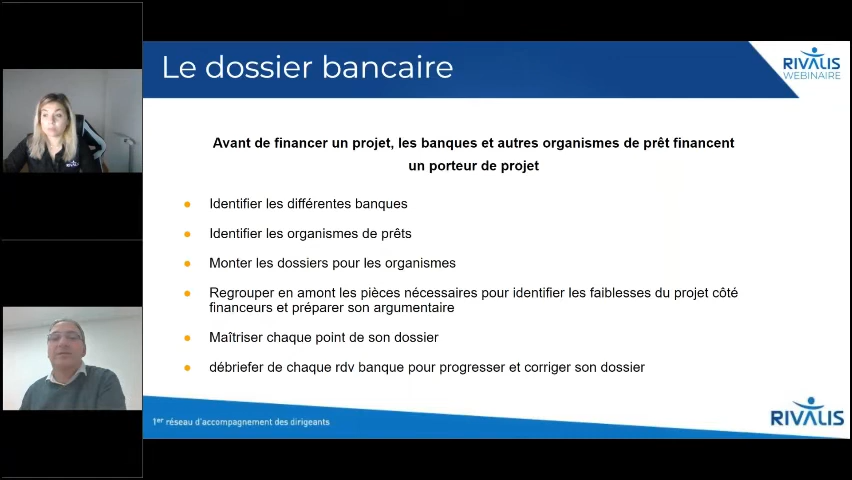 Le dossier bancaire
RIVALIS
WEBINAIRE
Avant de financer un projet, les banques et autres organismes de prêt financent
un porteur de projet
Identifier les différentes banques
Identifier les organismes de prêts
Monter les dossiers pour les organismes
Regrouper en amont les pièces nécessaires pour identifier les faiblesses du projet côté
financeurs et préparer son argumentaire
Maîtriser chaque point de son dossier
débriefer de chaque rdv banque pour progresser et corriger son dossier
1er réseau d'accompagnement des dirigeants
RIVALIS